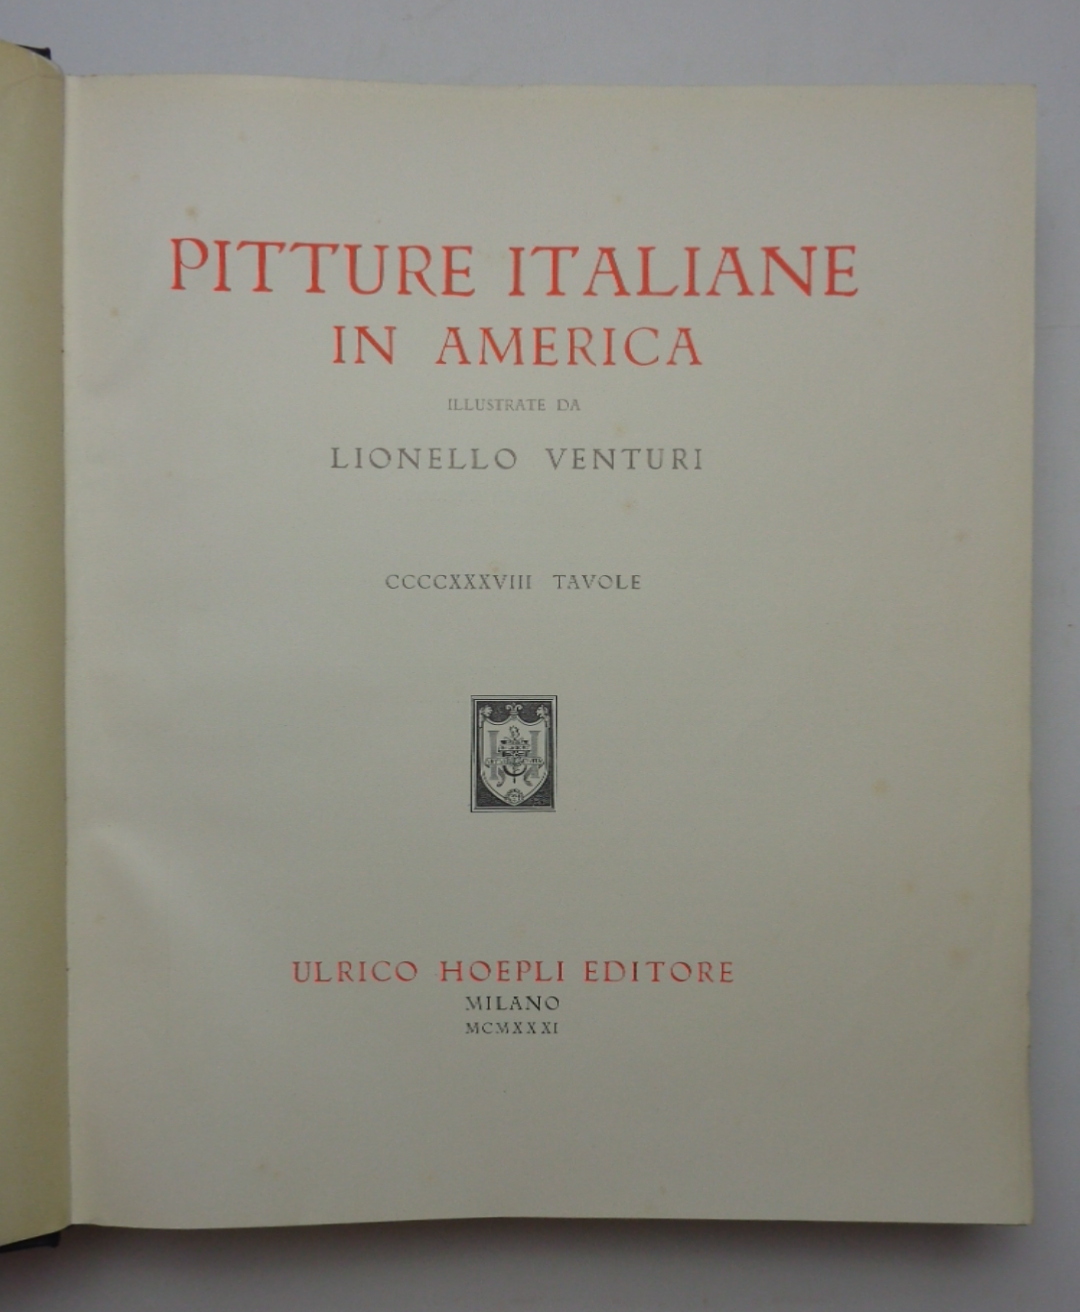 PITTURE ITALIANE
IN AMERICA
ILLUSTRATE DA
LIONELLO VENTURI
CCCCXXXVIII TAVOLE
H H
ULRICO HOEPLI EDITORE
MILANO
MCMXXXI